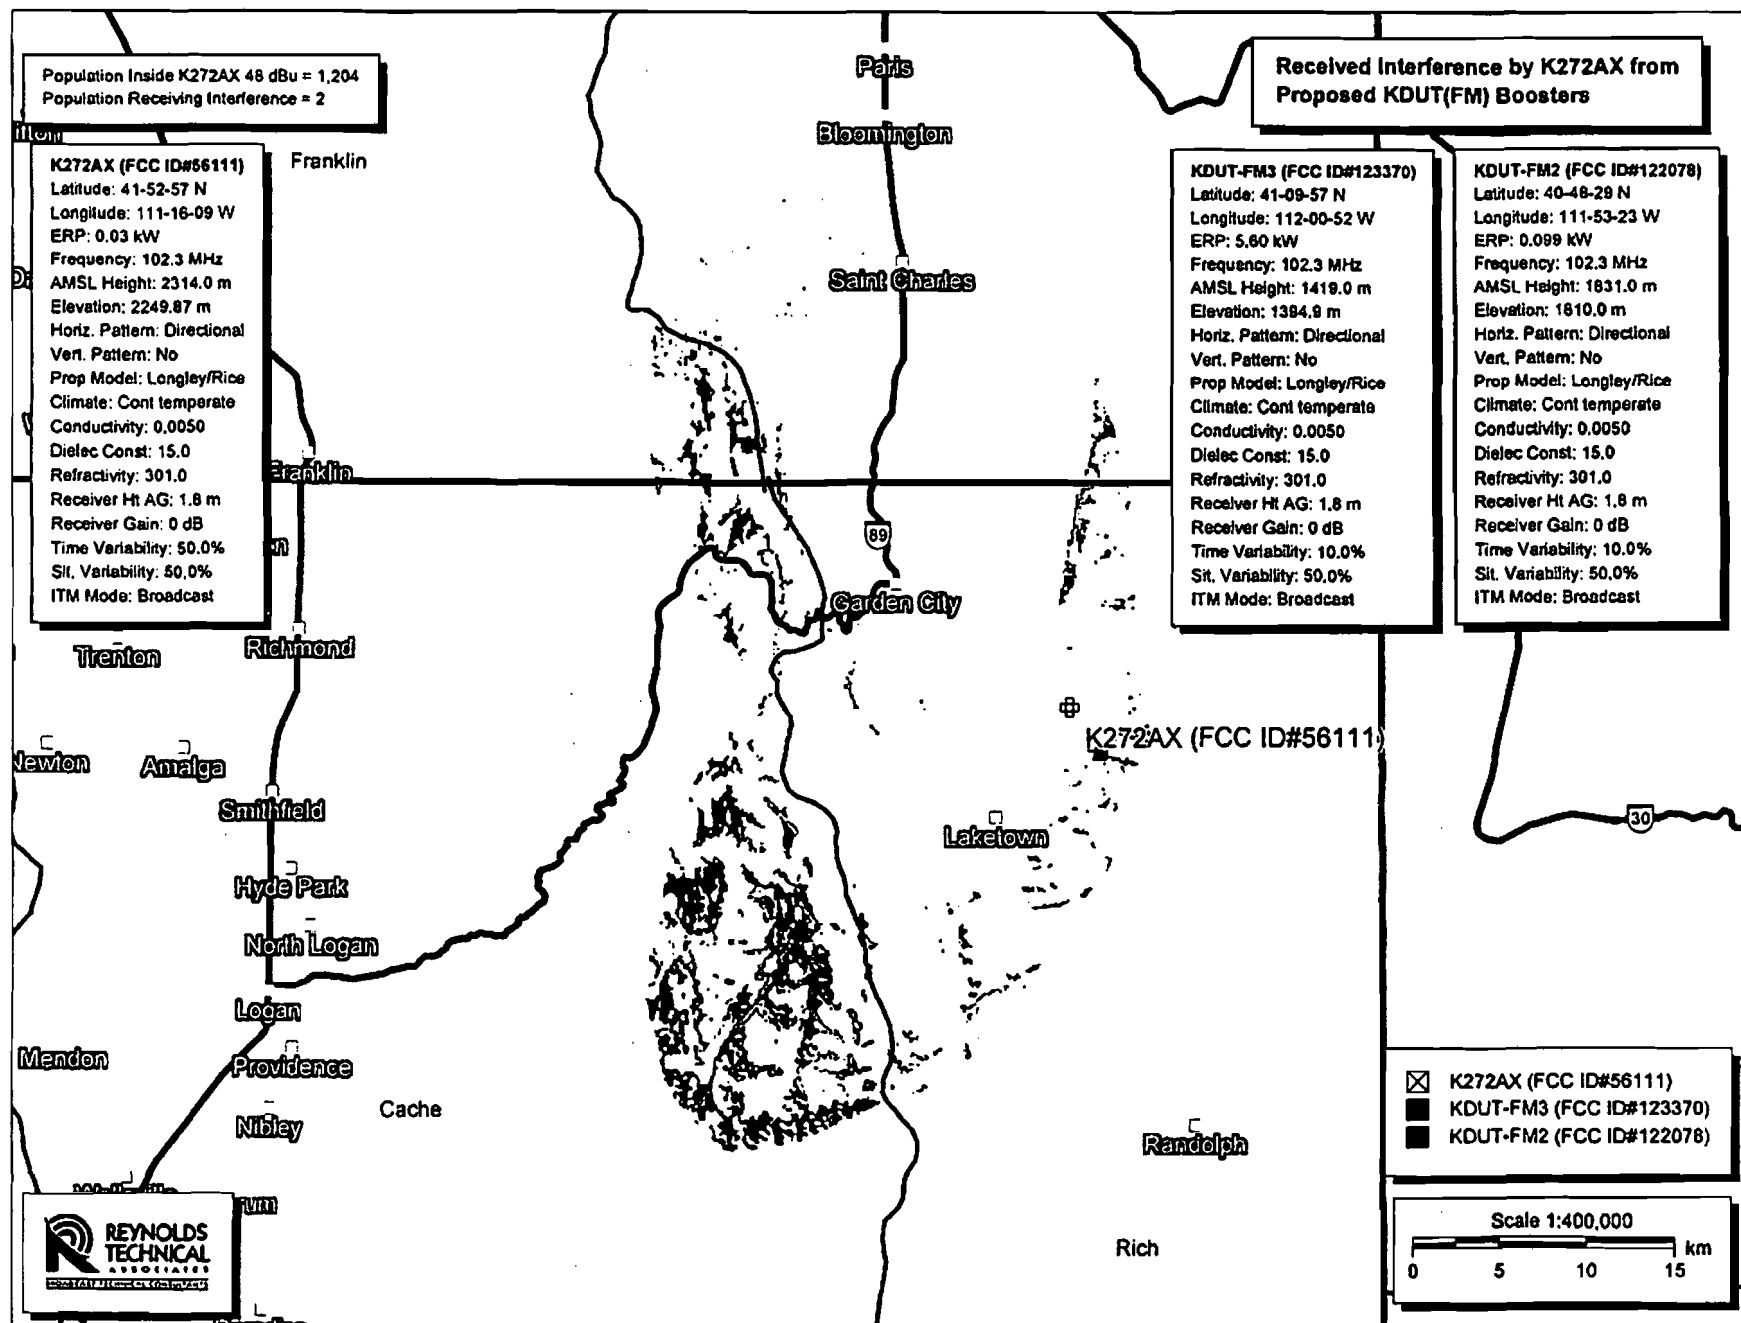 Population Inside K272AX 48 dBu = 1,204
Population Receiving Interference = 2
Received Interference by K272AX from
Proposed KDUT(FM) Boosters
K272AX (FCC ID#56111)
Latitude: 41-52-57 N
Longitude: 111-16-09 W
ERP: 0.03 kW
Frequency: 102.3 MHz
AMSL Height: 2314.0 m
Elevation: 2249.87 m
Horiz. Pattern: Directional
Vert. Pattern: No
Prop Model: Longley/Rice
Climate: Cont temperate
Conductivity: 0.0050
Dielec Const: 15.0
Refractivity: 301.0
Receiver Ht AG: 1.8 m
Receiver Gain: 0 dB
Time Variability: 50.0%
Sit. Variability: 50.0%
ITM Mode: Broadcast
KDUT-FM3 (FCC ID#123370)
Latitude: 41-09-57 N
Longitude: 112-00-52 W
ERP: 5.60 kW
Frequency: 102.3 MHz
AMSL Height: 1419.0 m
Elevation: 1394.9 m
Horiz. Pattern: Directional
Vert. Pattern: No
Prop Model: Longley/Rice
Climate: Cont temperate
Conductivity: 0.0050
Dielec Const: 15.0
Refractivity: 301.0
Receiver Ht AG: 1.8 m
Receiver Gain: 0 dB
Time Variability: 10.0%
Sit. Variability: 50.0%
ITM Mode: Broadcast
KDUT-FM2 (FCC ID#122078)
Latitude: 40-48-29 N
Longitude: 111-53-23 W
ERP: 0.099 kW
Frequency: 102.3 MHz
AMSL Height: 1831.0 m
Elevation: 1810.0 m
Horiz. Pattern: Directional
Vert. Pattern: No
Prop Model: Longley/Rice
Climate: Cont temperate
Conductivity: 0.0050
Dielec Const: 15.0
Refractivity: 301.0
Receiver Ht AG: 1.8 m
Receiver Gain: 0 dB
Time Variability: 10.0%
Sit. Variability: 50.0%
ITM Mode: Broadcast
Paris
Bloomington
Franklin
Saint Charles
Franklin
89
Garden City
Trenton
Richmond
K272AX (FCC ID#56111)
Newton
Amalga
Smithfield
Laketown
30
Hyde Park
North Logan
Logan
Mendon
Providence
Cache
Nibley
Randolph
Rich
K272AX (FCC ID#56111)
KDUT-FM3 (FCC ID#123370)
KDUT-FM2 (FCC ID#122078)
REYNOLDS
TECHNICAL
ASSOCIATES
BROADCAST TECHNICAL CONSULTANTS
Scale 1:400,000
km
0 5 10 15